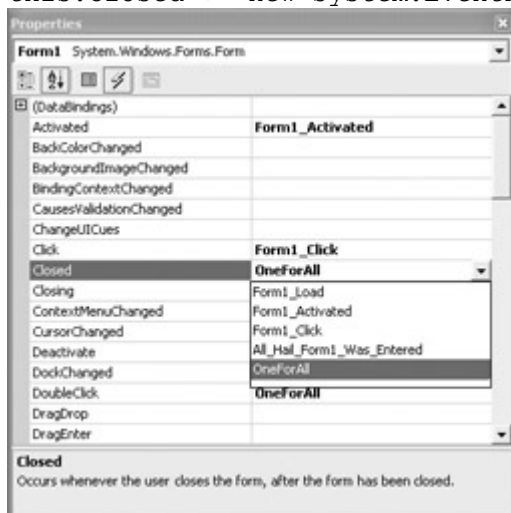 Properties
Form1 System.Windows.Forms.Form
(DataBindings)
Activated Form1_Activated
BackColorChanged
BackgroundImageChanged
BindingContextChanged
CausesValidationChanged
ChangeUICues
Click Form1_Click
Closed OneForAll
Closing Form1_Load
ContextMenuChanged Form1_Activated
CursorChanged Form1_Click
Deactivate All_Hail_Form1_Was_Entered
DockChanged OneForAll
DoubleClick OneForAll
DragDrop
DragEnter
Closed
Occurs whenever the user closes the form, after the form has been closed.